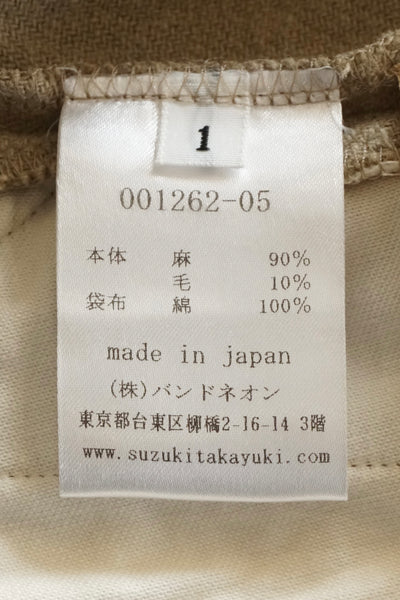 1
001262-05
本体 麻 90%
毛 10%
袋布 綿 100%
made in japan
(株)バンドネオン
東京都台東区柳橋2-16-14 3階
www.suzukitakayuki.com